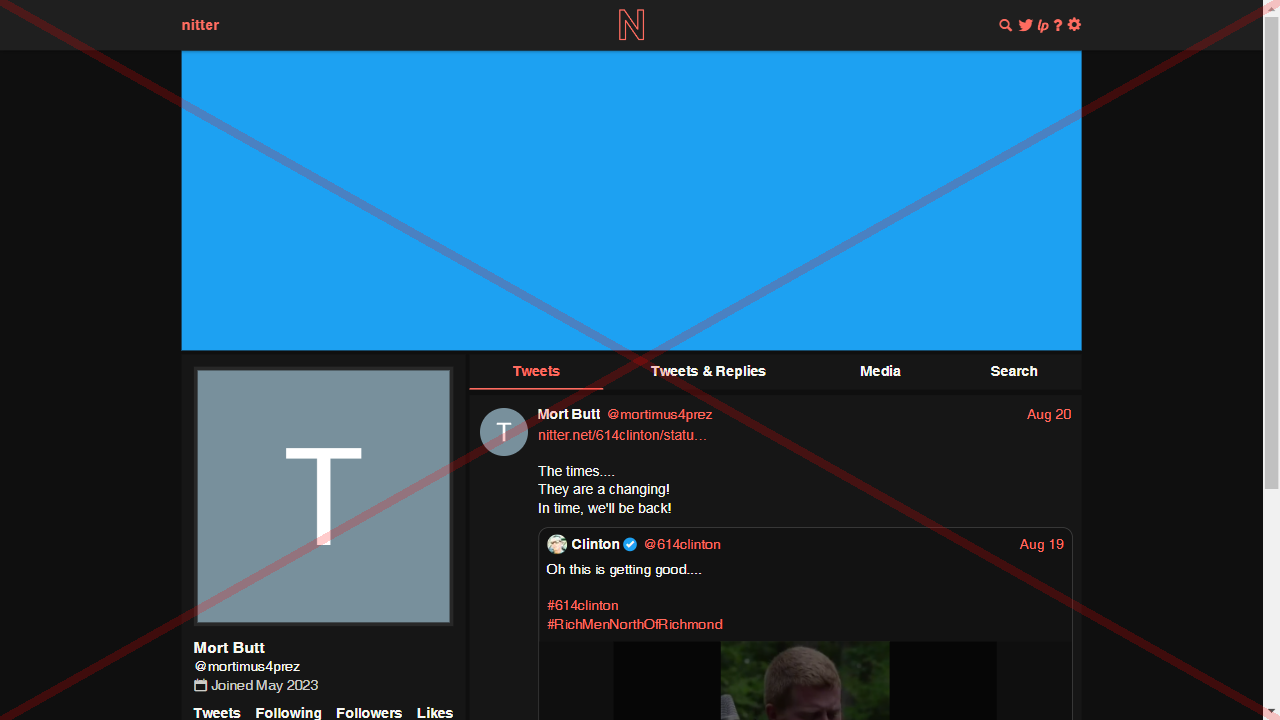 nitter
N
lp ?
T
Tweets
Tweets & Replies
Media
Search
T
Mort Butt @mortimus4prez Aug 20
nitter.net/614clinton/statu…
The times....
They are a changing!
In time, we'll be back!
Clinton @614clinton Aug 19
Oh this is getting good....
#614clinton
#RichMenNorthOfRichmond
Mort Butt
@mortimus4prez
Joined May 2023
Tweets Following Followers Likes